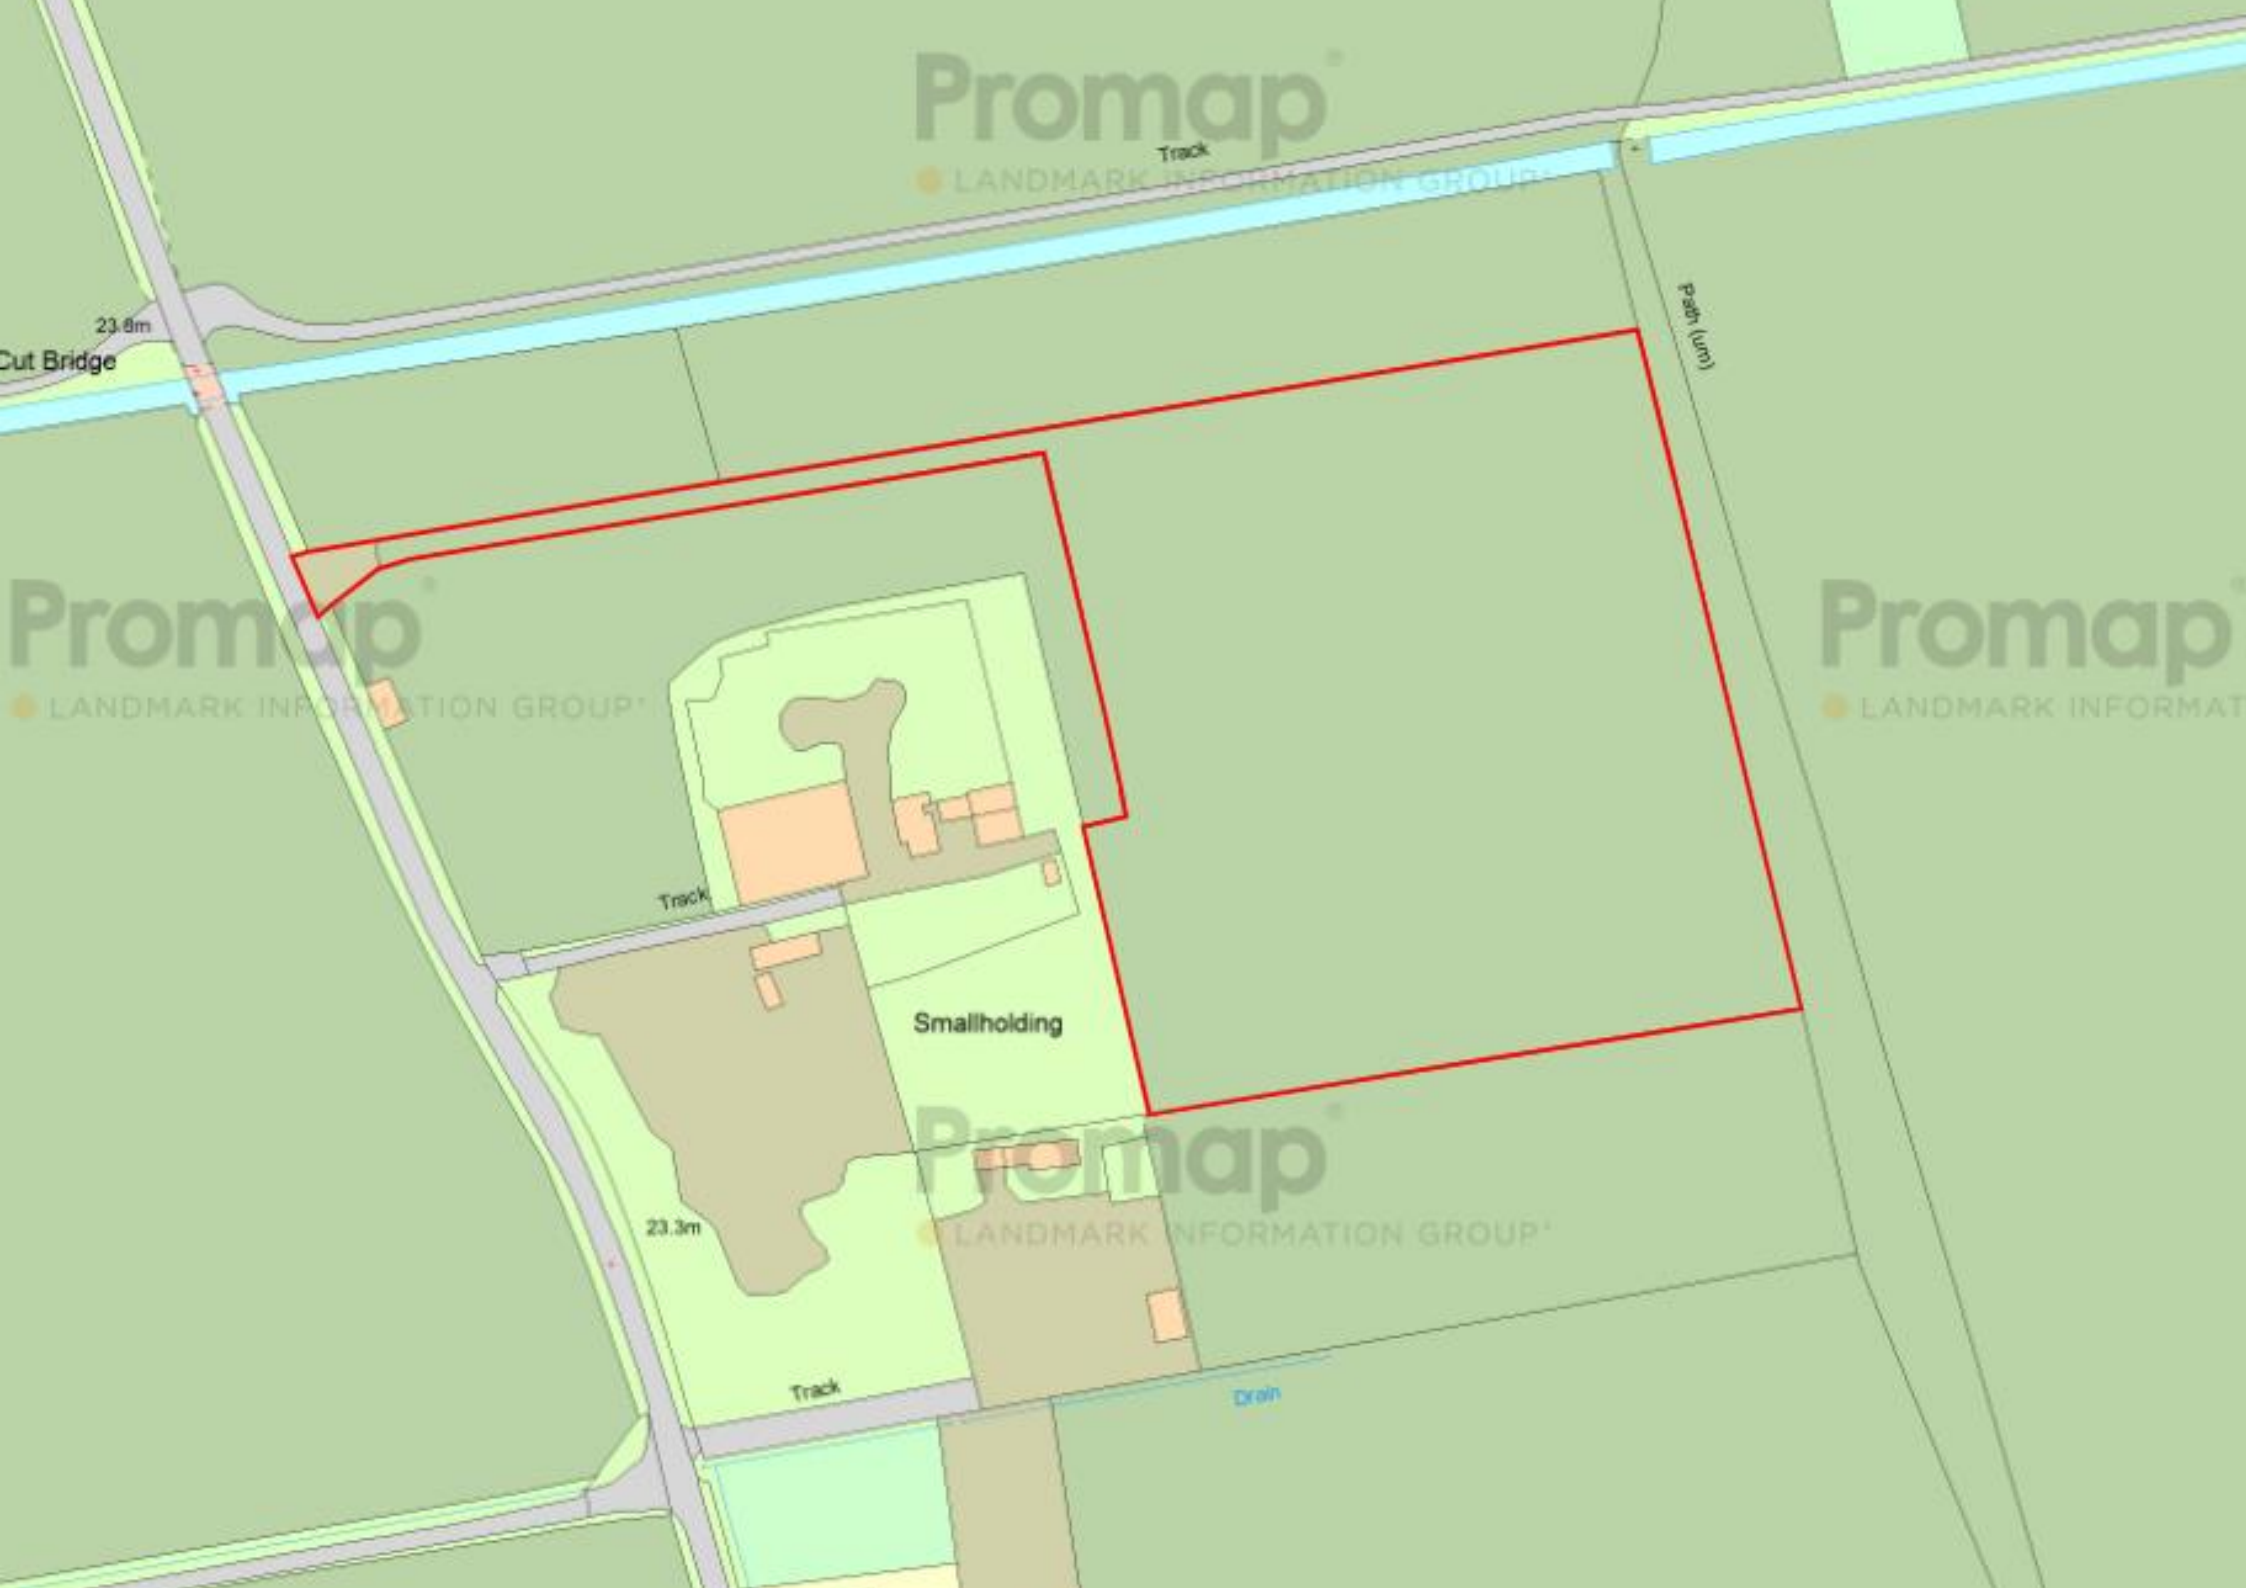 Promap
Track
LANDMARK INFORMATION GROUP
Path (um)
23.8m
Cut Bridge
Promap
LANDMARK INFORMATION GROUP
Promap
LANDMARK INFORMAT
Track
Smallholding
Promap
LANDMARK INFORMATION GROUP
23.3m
Track
Drain